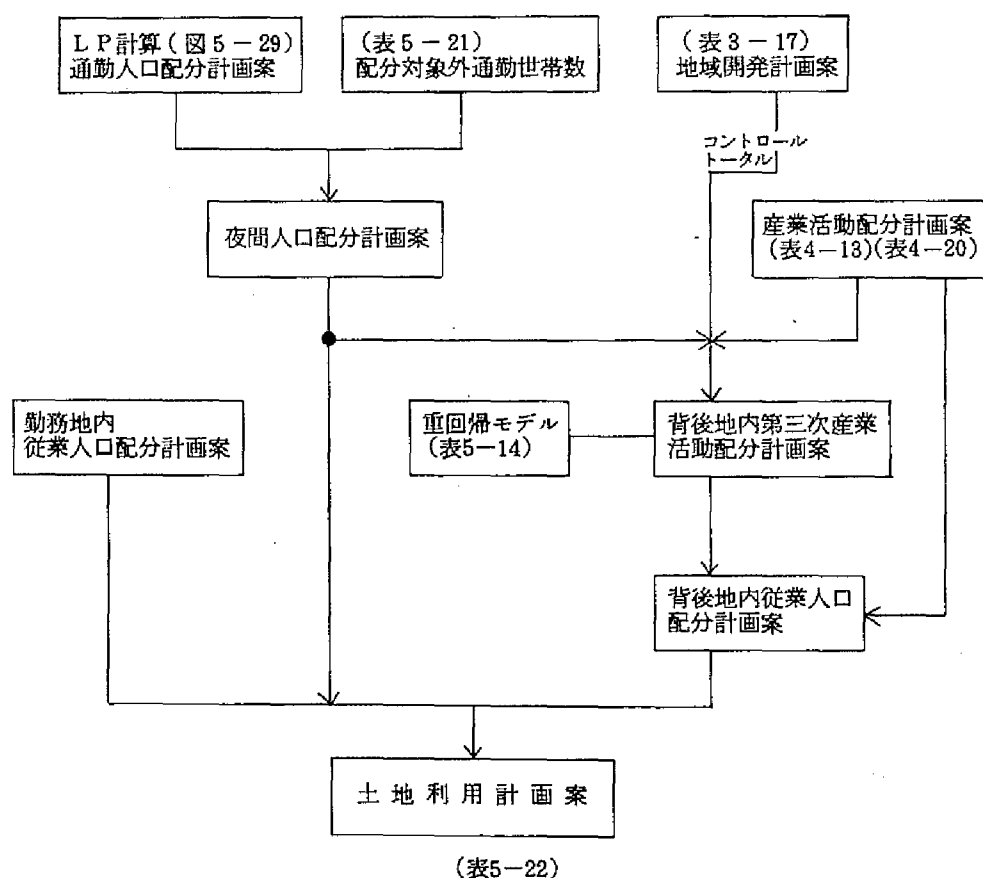 LP計算(図5－29)
通勤人口配分計画案
(表5－21)
配分対象外通勤世帯数
(表3－17)
地域開発計画案
コントロール
トータル
夜間人口配分計画案
産業活動配分計画案
(表4－13)(表4－20)
勤務地内
従業人口配分計画案
重回帰モデル
(表5－14)
背後地内第三次産業
活動配分計画案
背後地内従業人口
配分計画案
土地利用計画案
(表5－22)